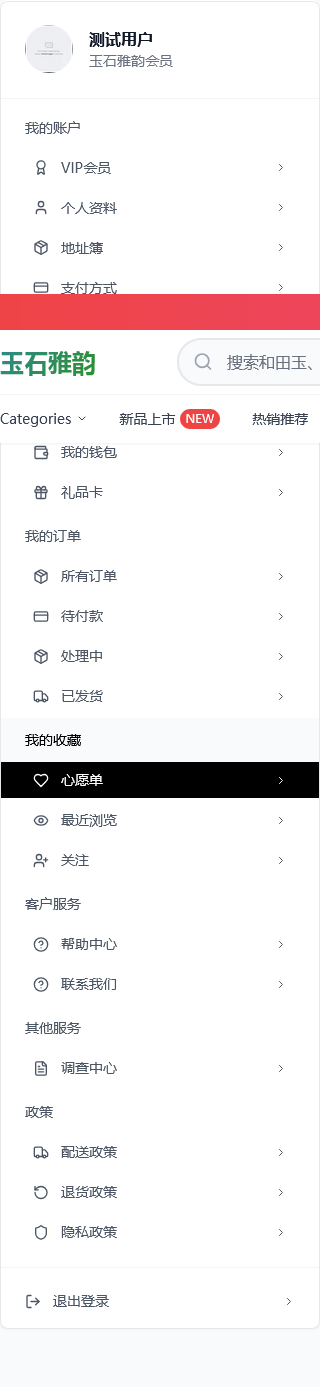 测试用户
玉石雅韵会员
我的账户
VIP会员
个人资料
地址簿
支付方式
玉石雅韵
搜索和田玉、
Categories
新品上市 NEW
热销推荐
我的钱包
礼品卡
我的订单
所有订单
待付款
处理中
已发货
我的收藏
心愿单
最近浏览
关注
客户服务
帮助中心
联系我们
其他服务
调查中心
政策
配送政策
退货政策
隐私政策
退出登录